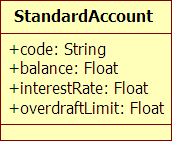 StandardAccount
+code: String
+balance: Float
+interestRate: Float
+overdraftLimit: Float